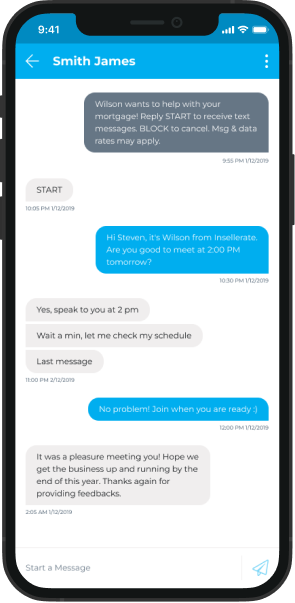 9:41
Smith James
Wilson wants to help with your
mortgage! Reply START to receive text
messages. BLOCK to cancel. Msg & data
rates may apply.
9:55 PM 1/12/2019
START
10:05 PM 1/12/2019
Hi Steven, it's Wilson from Insellerate.
Are you good to meet at 2:00 PM
tomorrow?
10:30 PM 1/12/2019
Yes, speak to you at 2 pm
Wait a min, let me check my schedule
Last message
11:00 PM 2/12/2019
No problem! Join when you are ready :)
12:00 PM 1/12/2019
It was a pleasure meeting you! Hope we
get the business up and running by the
end of this year. Thanks again for
providing feedbacks.
2:05 AM 1/12/2019
Start a Message